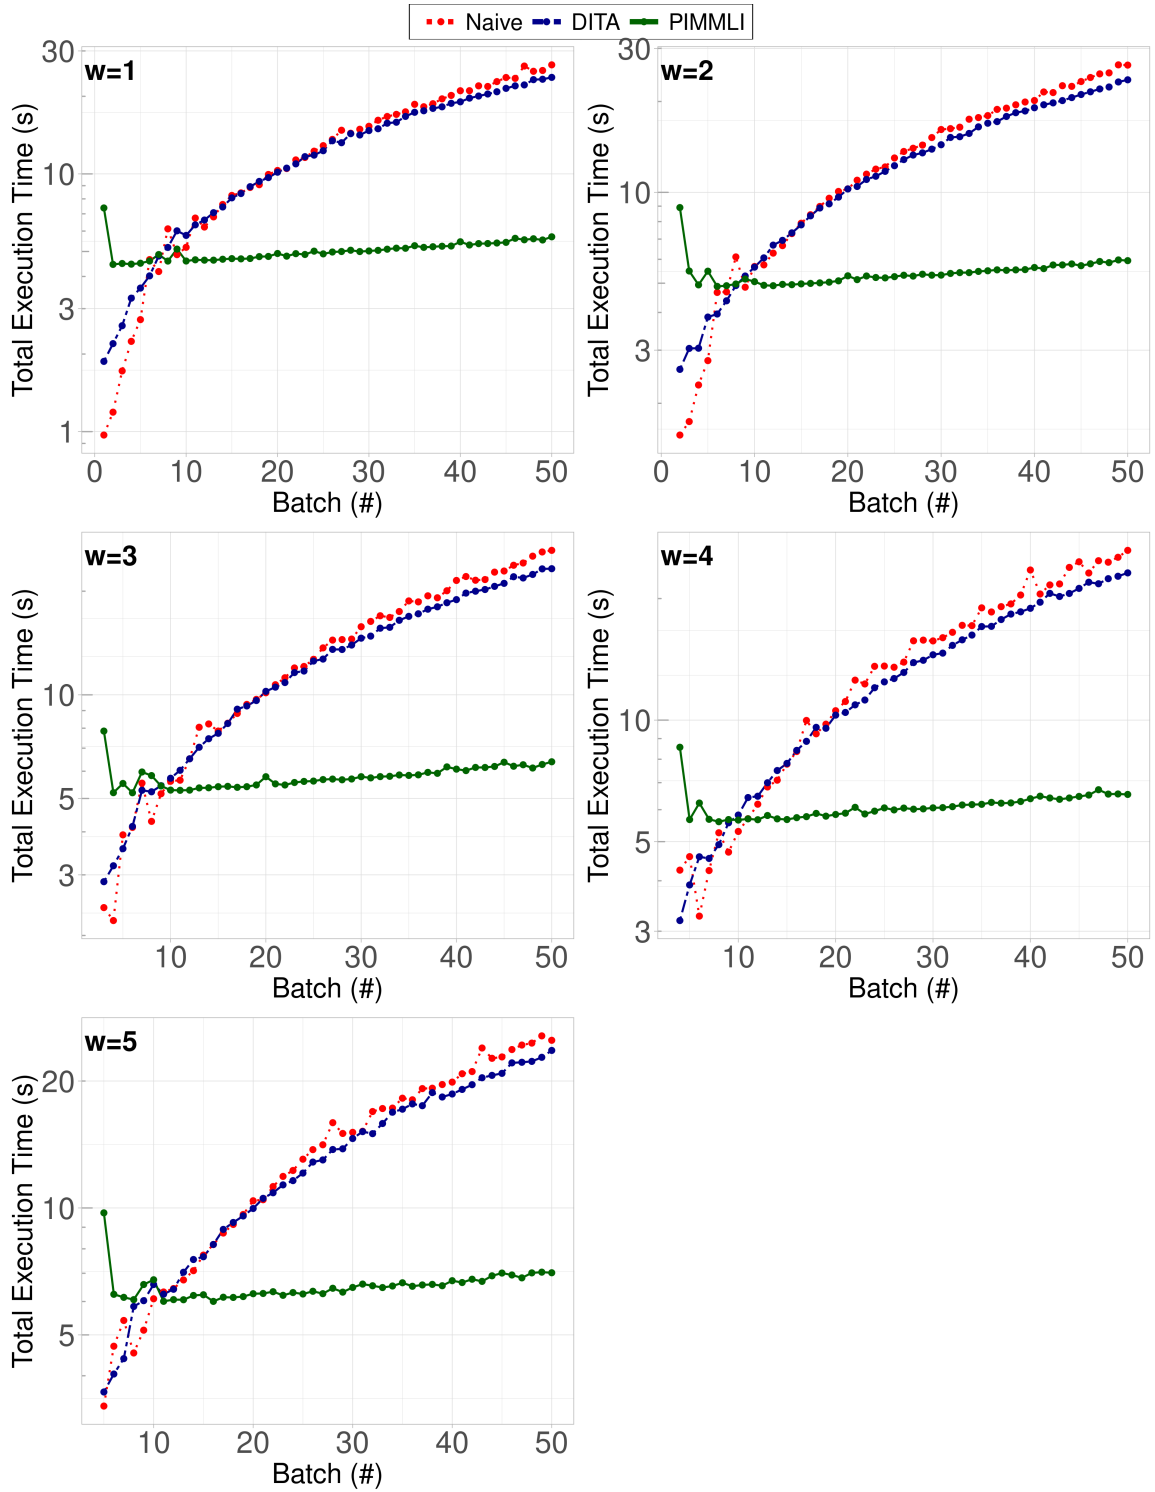 Naive DITA PIMMLI
w=1
Total Execution Time (s)
30
10
3
1
0 10 20 30 40 50
Batch (#)
w=2
Total Execution Time (s)
30
10
3
0 10 20 30 40 50
Batch (#)
w=3
Total Execution Time (s)
10
5
3
10 20 30 40 50
Batch (#)
w=4
Total Execution Time (s)
10
5
3
10 20 30 40 50
Batch (#)
w=5
Total Execution Time (s)
20
10
5
10 20 30 40 50
Batch (#)